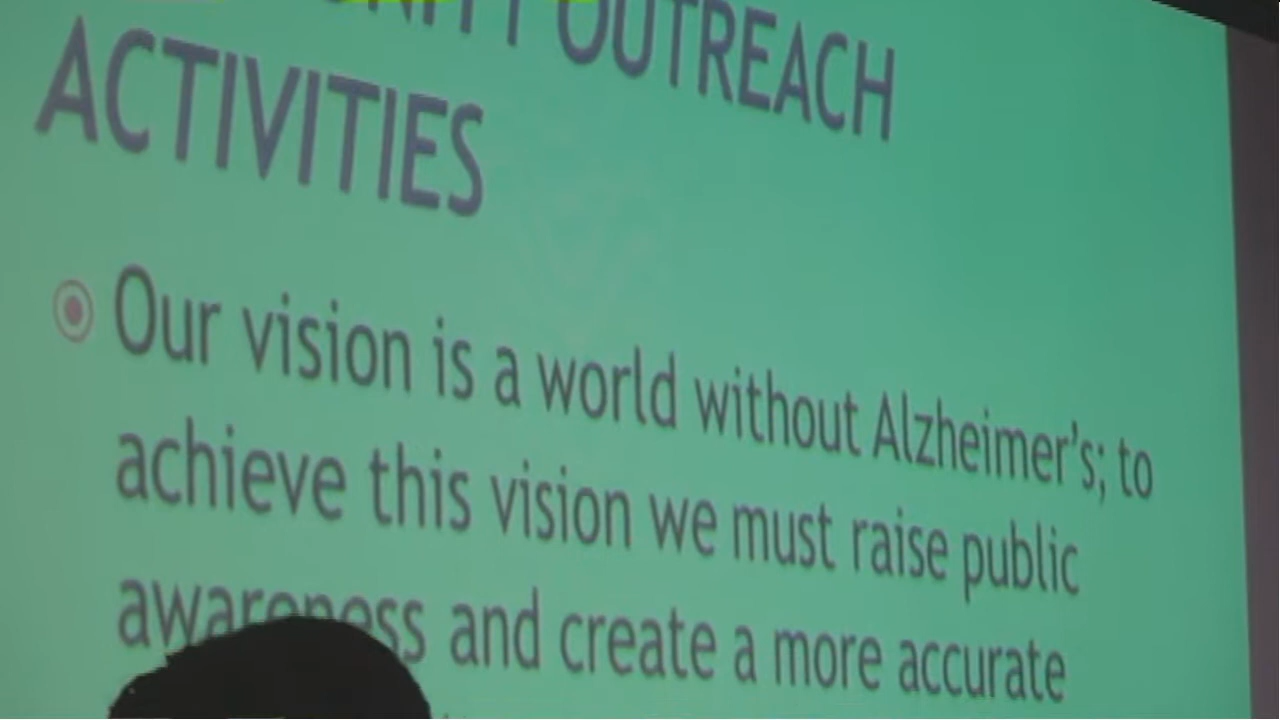 OUTREACH
ACTIVITIES
Our vision is a world without Alzheimer's; to
achieve this vision we must raise public
awareness and create a more accurate